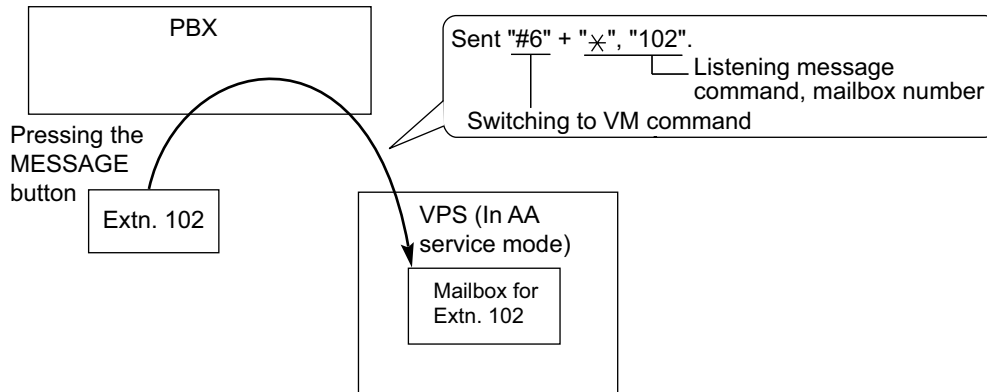 PBX
Sent "#6" + "✳", "102".
Listening message
command, mailbox number
Switching to VM command
Pressing the
MESSAGE
button
Extn. 102
VPS (In AA
service mode)
Mailbox for
Extn. 102